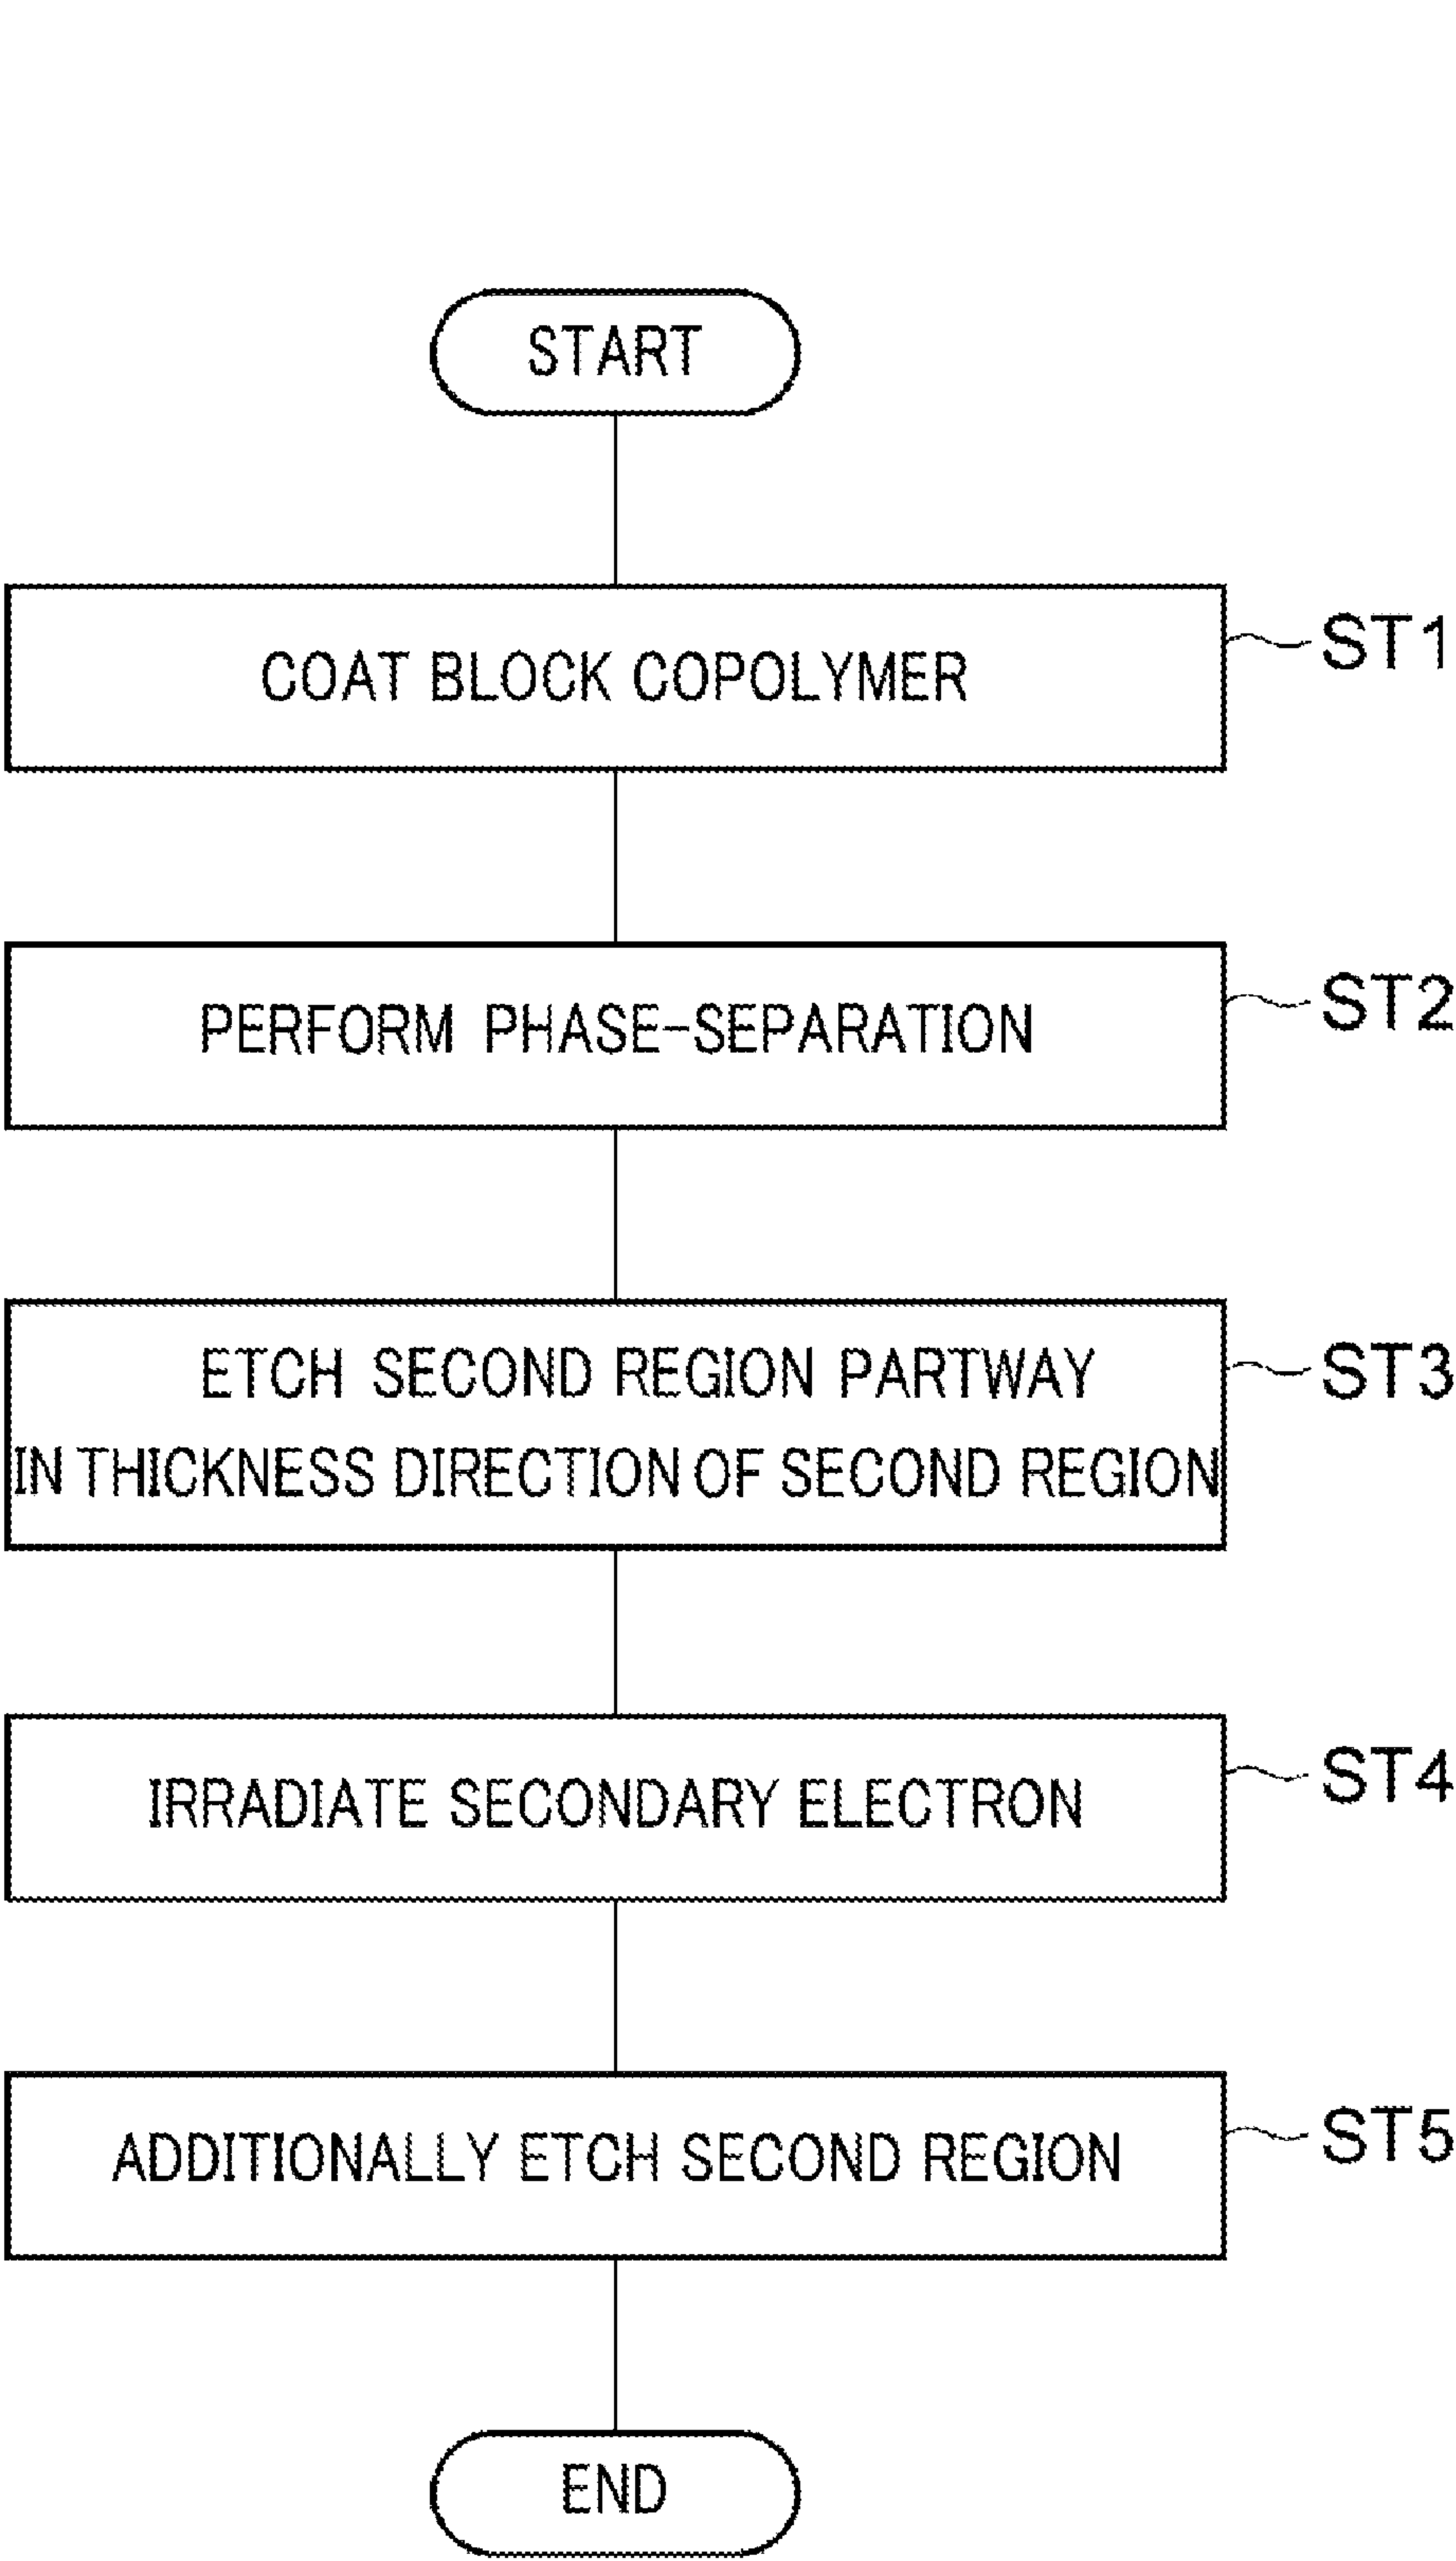 START
COAT BLOCK COPOLYMER
ST1
PERFORM PHASE-SEPARATION
ST2
ETCH SECOND REGION PARTWAY
IN THICKNESS DIRECTION OF SECOND REGION
ST3
IRRADIATE SECONDARY ELECTRON
ST4
ADDITIONALLY ETCH SECOND REGION
ST5
END